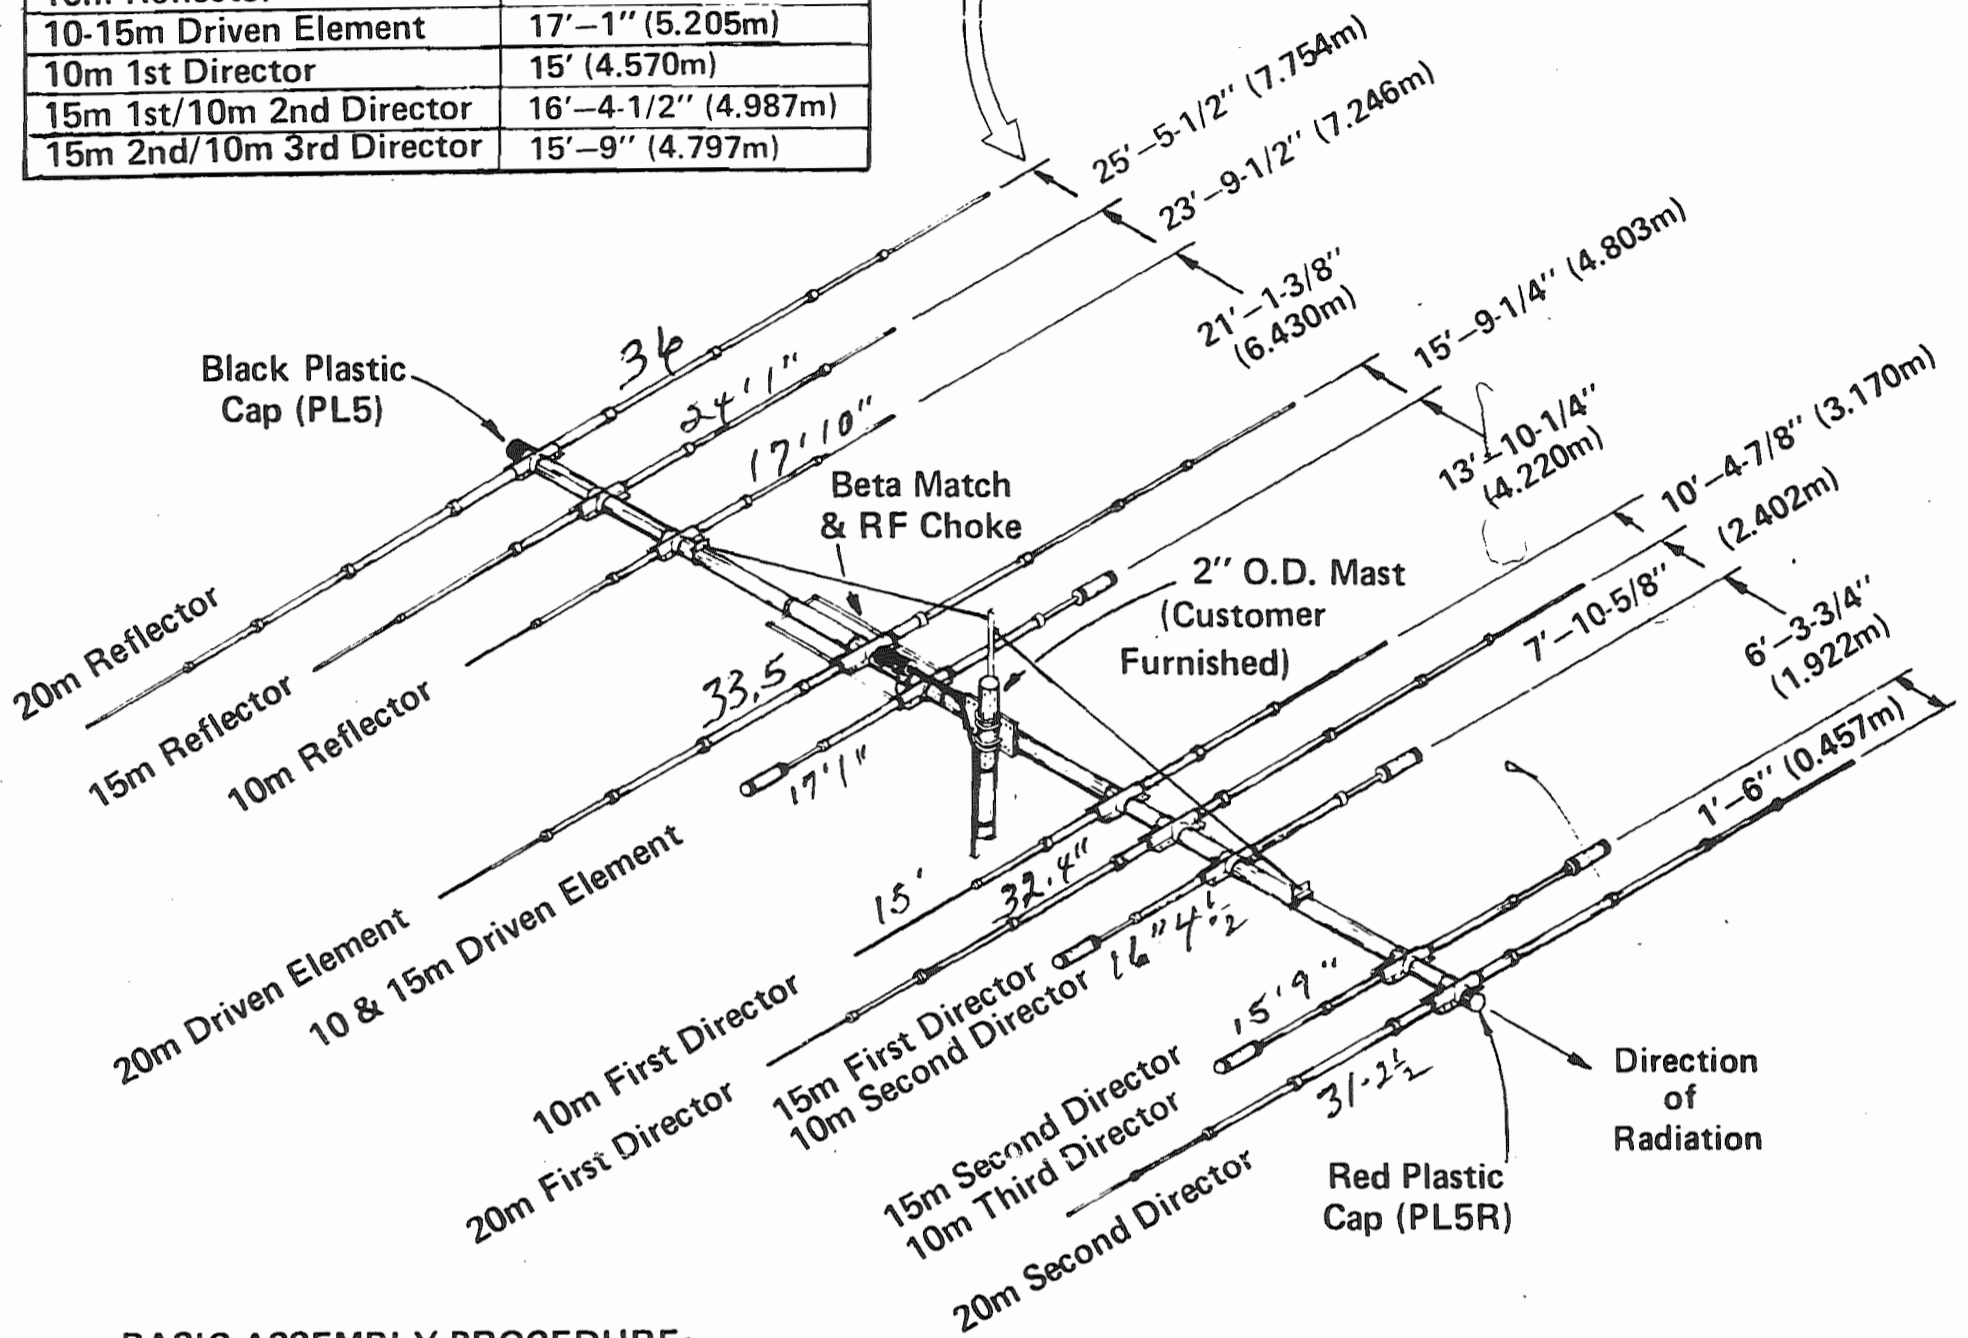 10-15m Driven Element 17'–1" (5.205m)
10m 1st Director 15' (4.570m)
15m 1st/10m 2nd Director 16'–4-1/2" (4.987m)
15m 2nd/10m 3rd Director 15'–9" (4.797m)
25'–5-1/2" (7.754m)
23'–9-1/2" (7.246m)
21'–1-3/8"
(6.430m)
15'–9-1/4" (4.803m)
13'–10-1/4"
(4.220m)
10'–4-7/8" (3.170m)
7'–10-5/8" (2.402m)
6'–3-3/4"
(1.922m)
1'–6" (0.457m)
Black Plastic
Cap (PL5)
36
24'1"
17'10"
Beta Match
& RF Choke
2" O.D. Mast
(Customer
Furnished)
20m Reflector
15m Reflector
10m Reflector
33.5
17'1"
20m Driven Element
10 & 15m Driven Element
15'
32.4"
16"4½
15'9"
31-2½
10m First Director
20m First Director
15m First Director
10m Second Director
15m Second Director
10m Third Director
20m Second Director
Direction
of
Radiation
Red Plastic
Cap (PL5R)